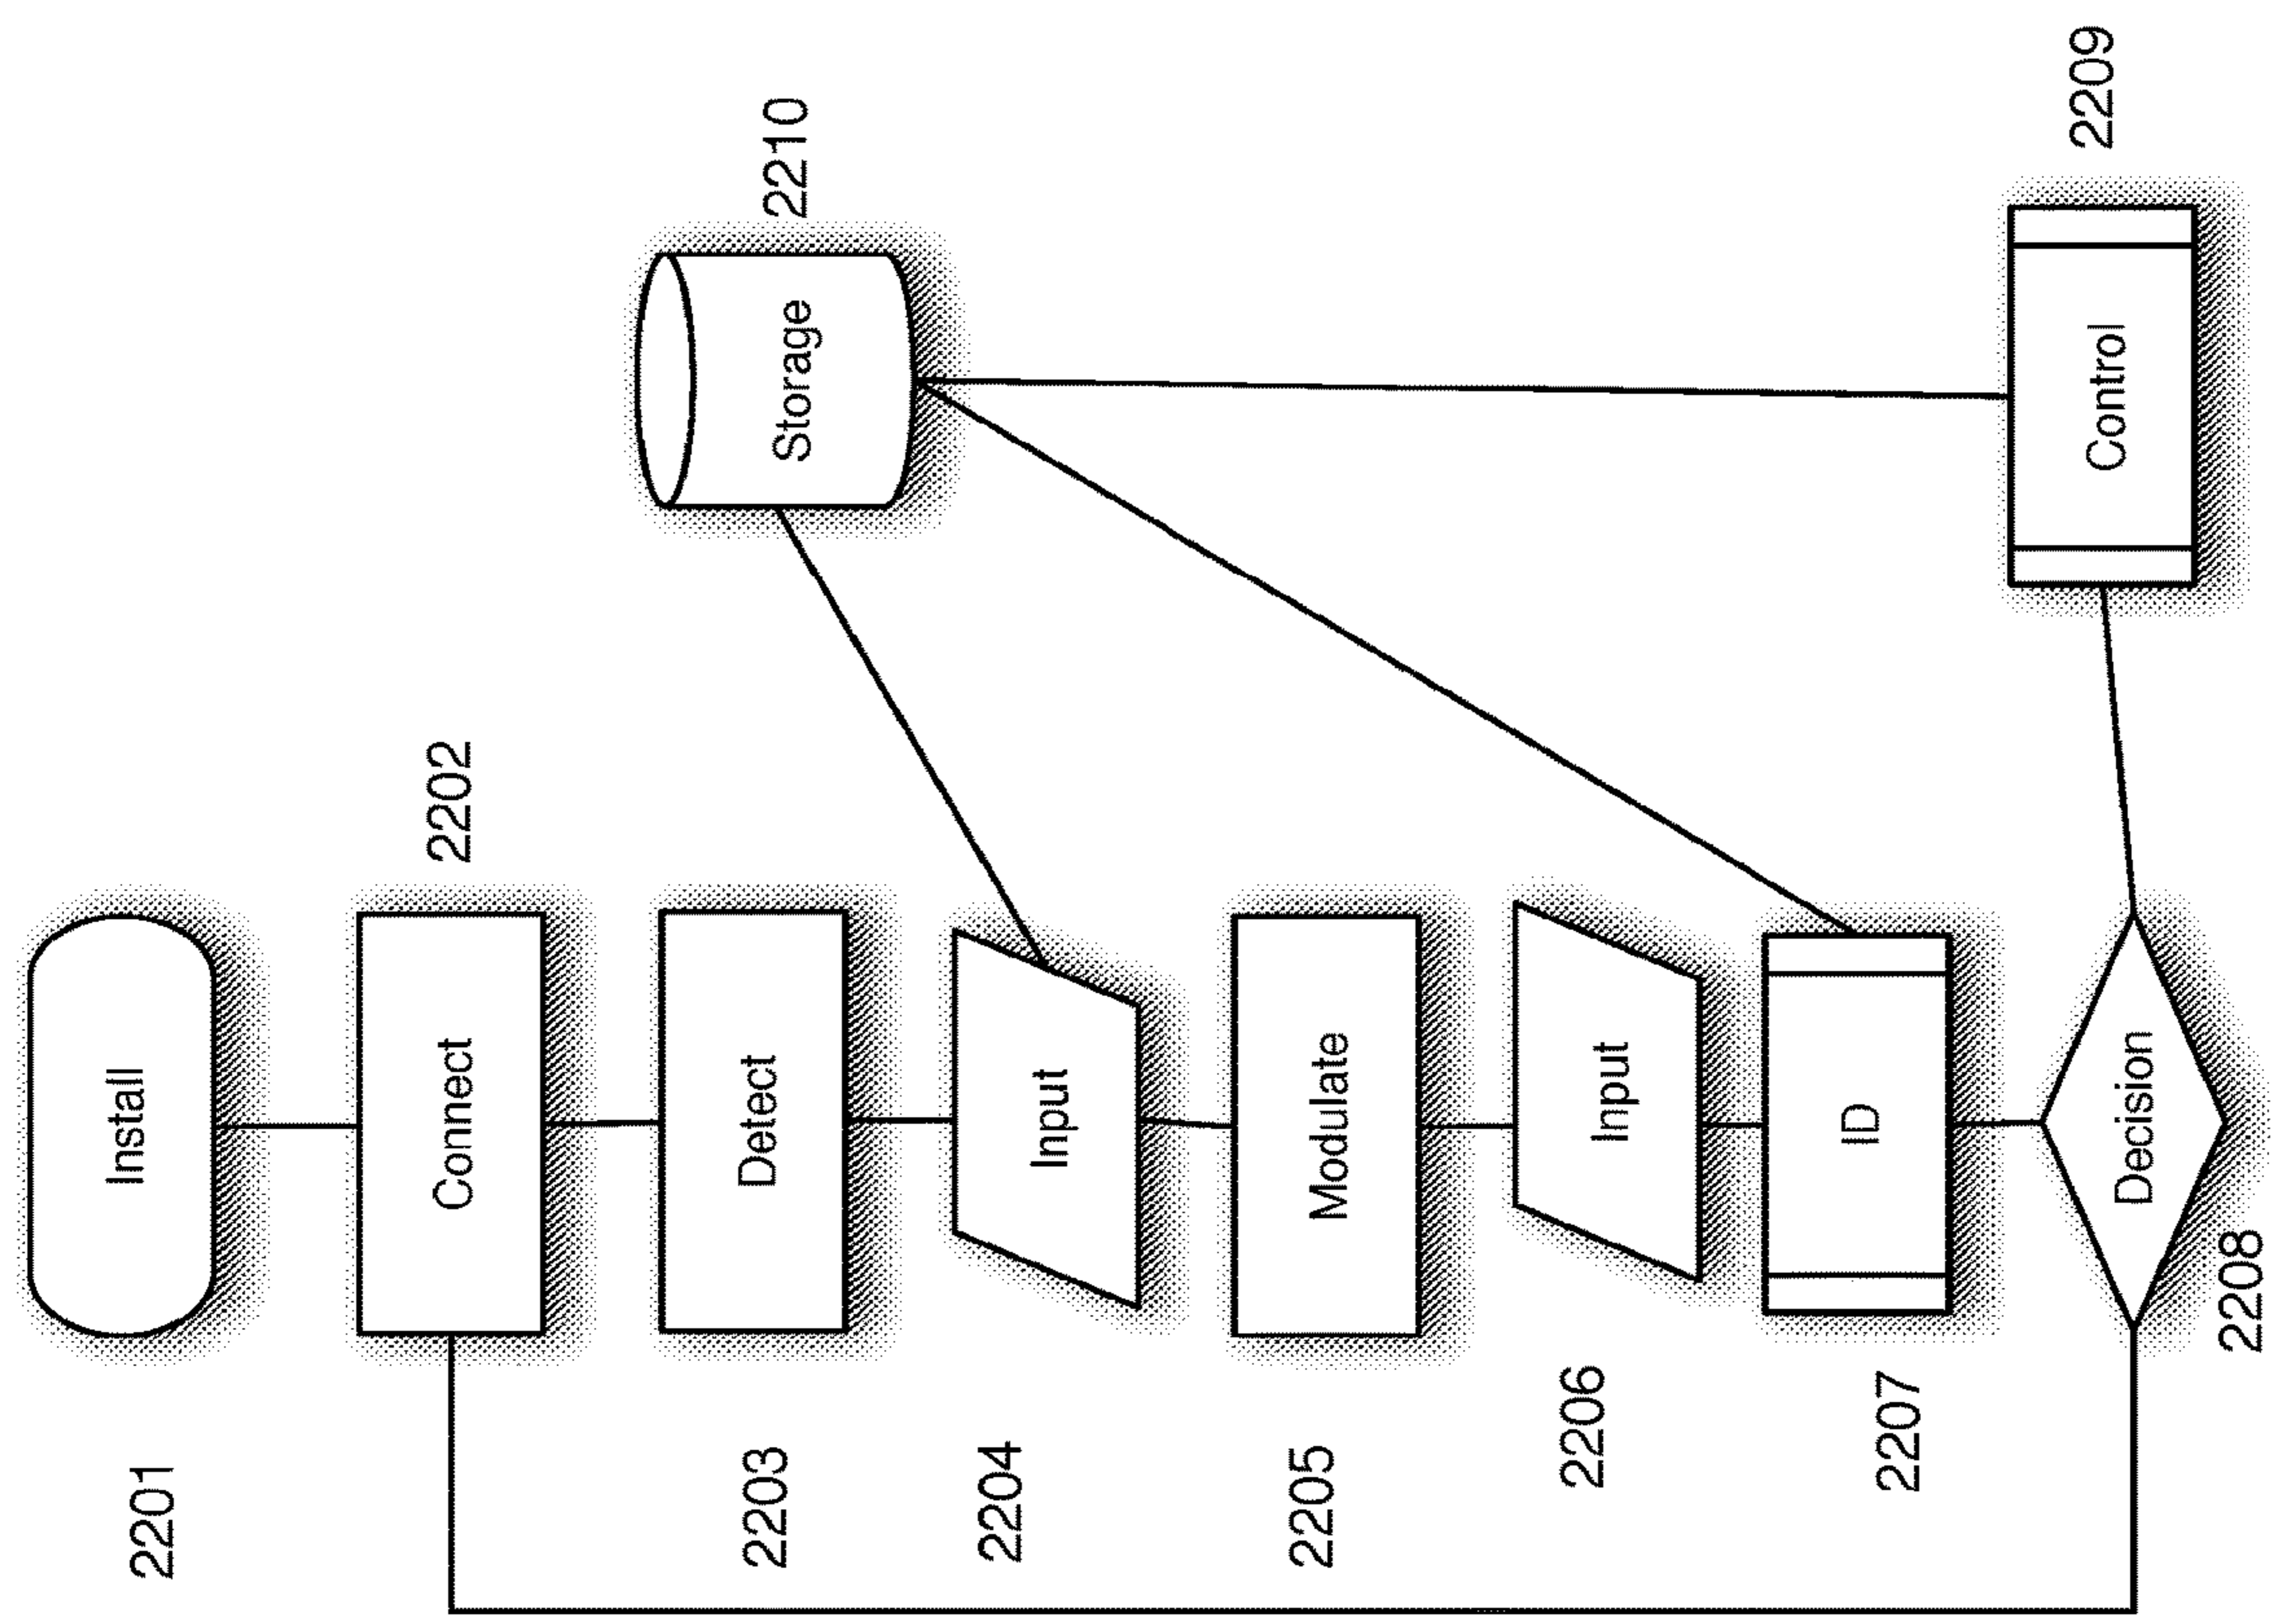 2201
Install
Connect
2202
2203
Detect
2204
Input
2205
Modulate
2206
Input
2207
ID
2208
Decision
Control
2209
Storage
2210